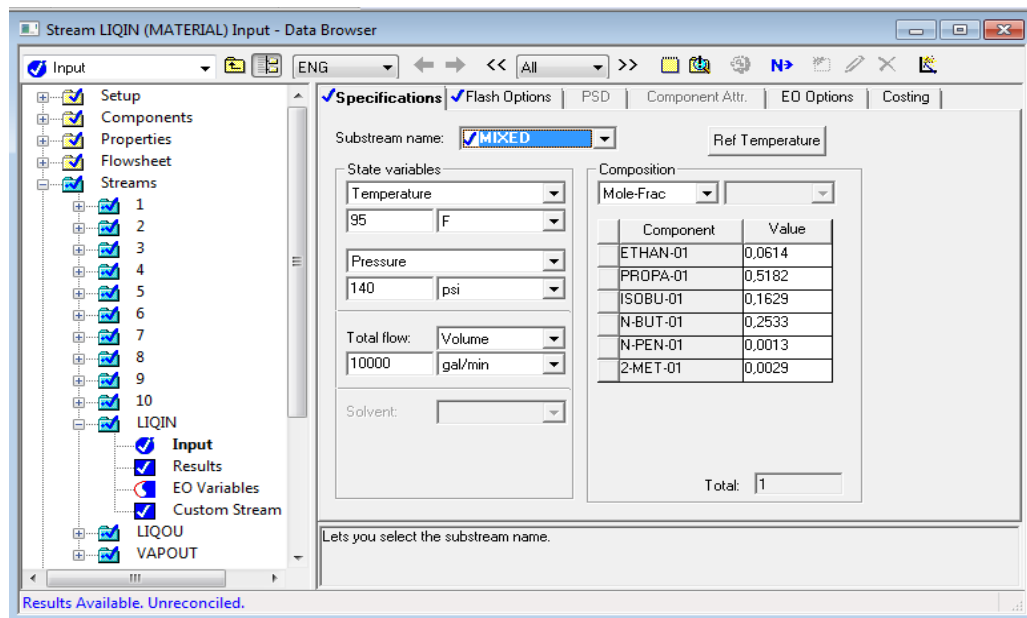 Stream LIQIN (MATERIAL) Input - Data Browser
Input ENG << All >> N>
Setup
Components
Properties
Flowsheet
Streams
1
2
3
4
5
6
7
8
9
10
LIQIN
Input
Results
EO Variables
Custom Stream
LIQOU
VAPOUT
Specifications Flash Options PSD Component Attr. EO Options Costing
Substream name: MIXED Ref Temperature
State variables
Temperature
95 F
Pressure
140 psi
Total flow: Volume
10000 gal/min
Solvent:
Composition
Mole-Frac
Component Value
ETHAN-01 0,0614
PROPA-01 0,5182
ISOBU-01 0,1629
N-BUT-01 0,2533
N-PEN-01 0,0013
2-MET-01 0,0029
Total: 1
Lets you select the substream name.
Results Available. Unreconciled.